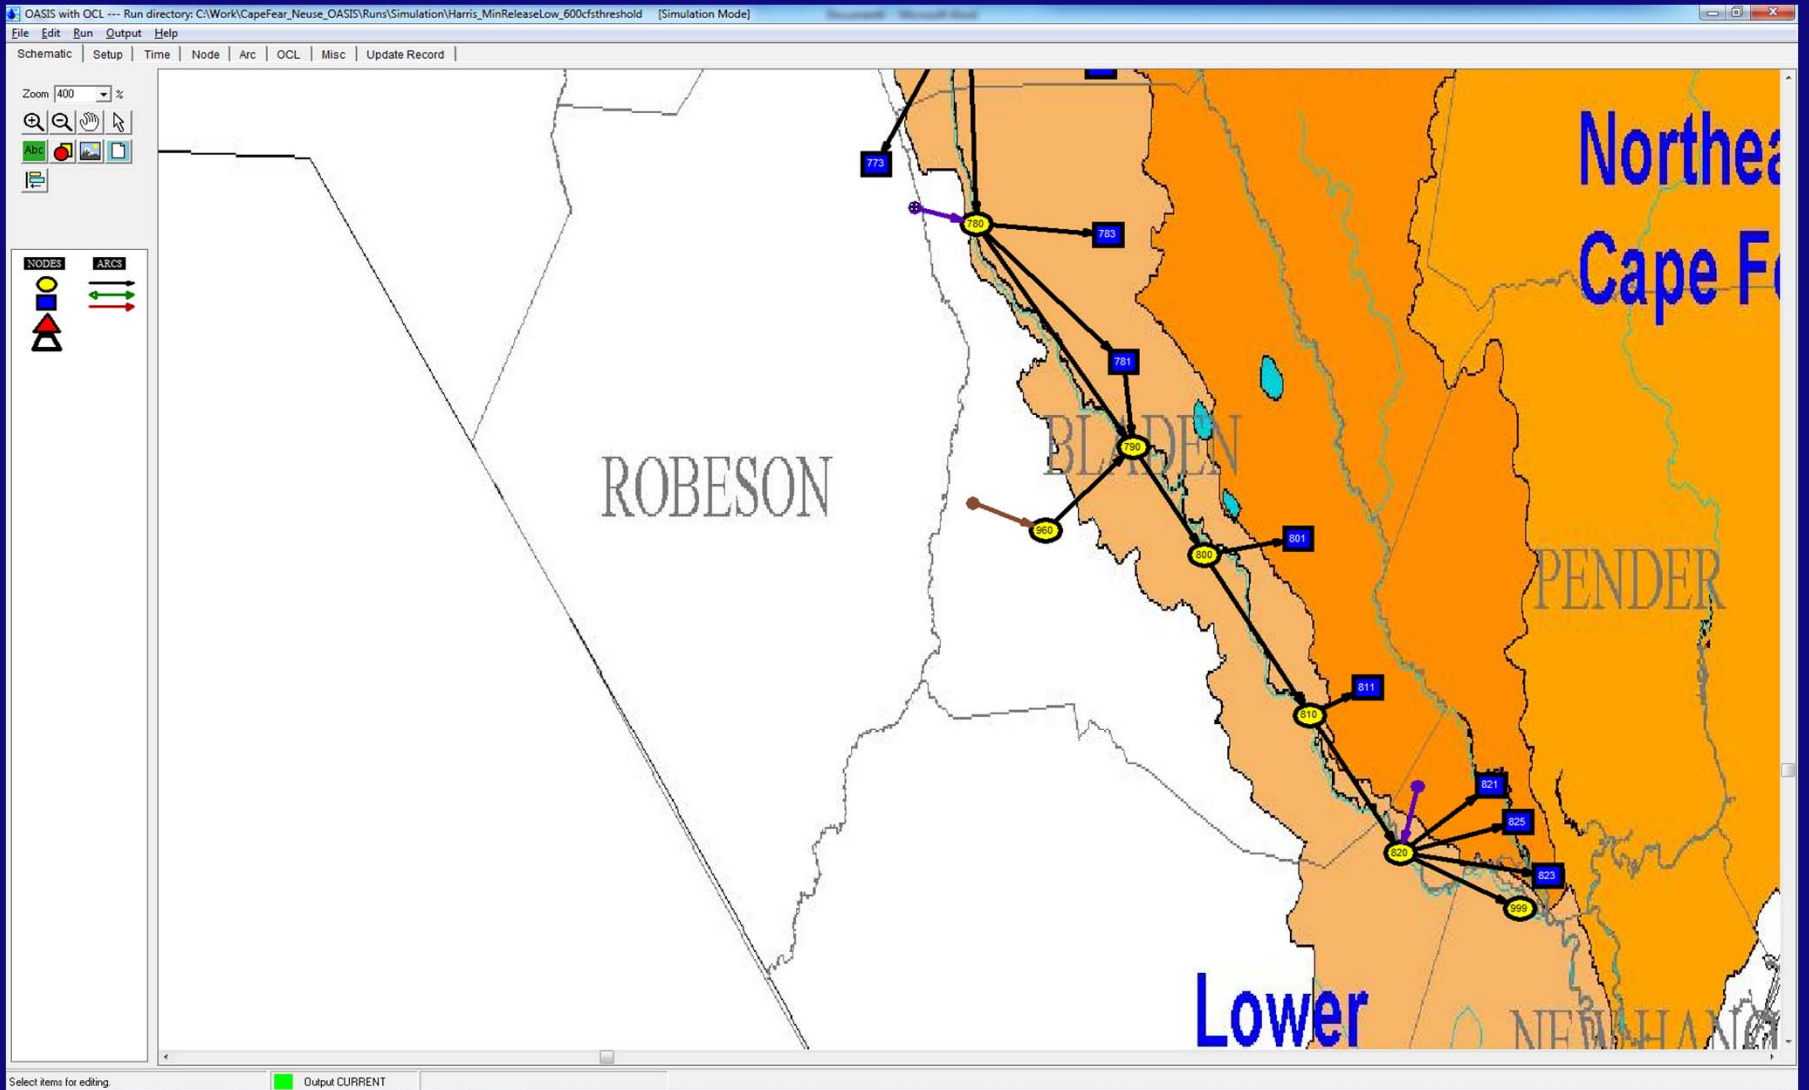 OASIS with OCL --- Run directory: C:\Work\CapeFear_Neuse_OASIS\Runs\Simulation\Harris_MinReleaseLow_600cfsthreshold [Simulation Mode]
File Edit Run Output Help
Schematic Setup Time Node Arc OCL Misc Update Record
Zoom 400 %
Abc
NODES ARCS
Northea
Cape F
773
780
783
781
BLADEN
790
ROBESON
960
801
800
PENDER
811
810
821
825
820
823
999
Lower
NEW HANO
Select items for editing.
Output CURRENT